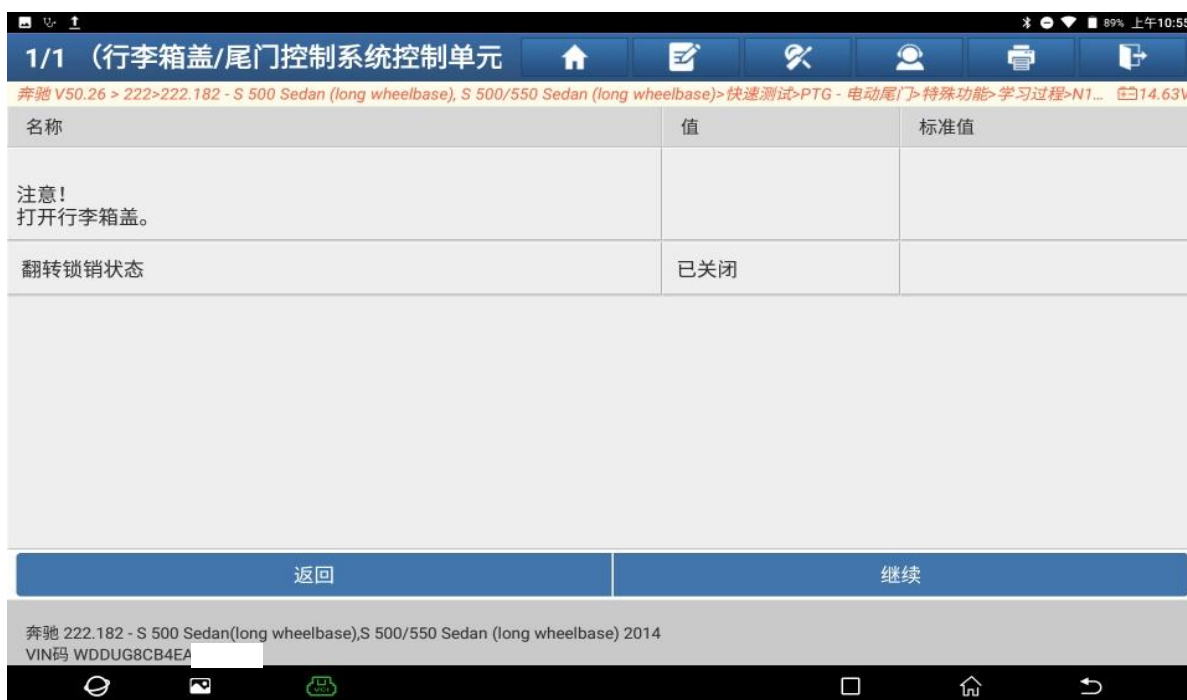 89% 上午10:55
1/1 （行李箱盖/尾门控制系统控制单元
奔驰 V50.26 > 222>222.182 - S 500 Sedan (long wheelbase), S 500/550 Sedan (long wheelbase)>快速测试>PTG - 电动尾门>特殊功能>学习过程>N1... 14.63V
名称 值 标准值
注意！
打开行李箱盖。
翻转锁销状态 已关闭
返回 继续
奔驰 222.182 - S 500 Sedan(long wheelbase),S 500/550 Sedan (long wheelbase) 2014
VIN码 WDDUG8CB4EA
VCI